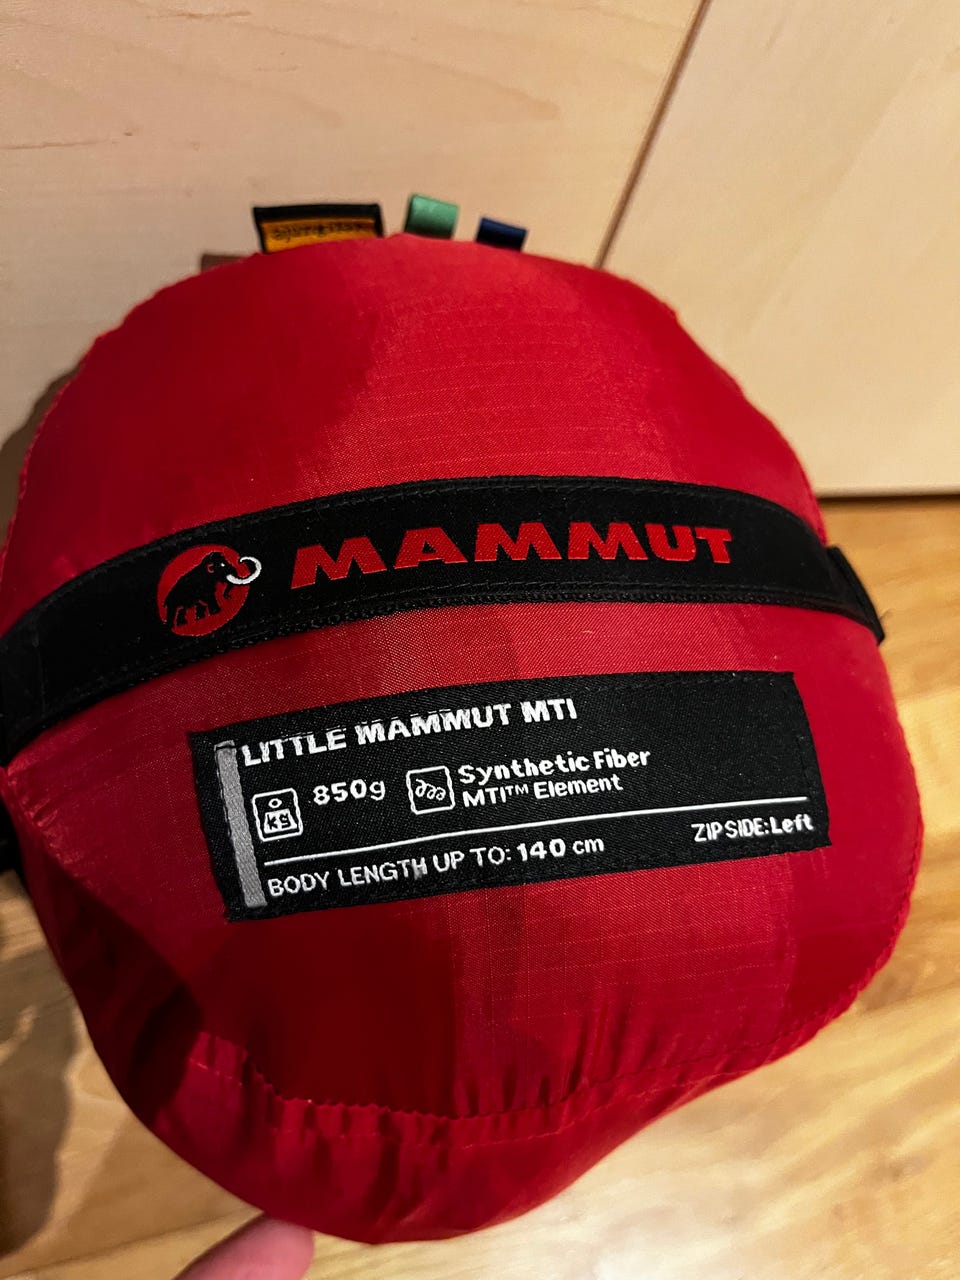 MAMMUT
LITTLE MAMMUT MTI
kg 850g Synthetic Fiber
MTI™ Element
BODY LENGTH UP TO: 140 cm ZIP SIDE: Left